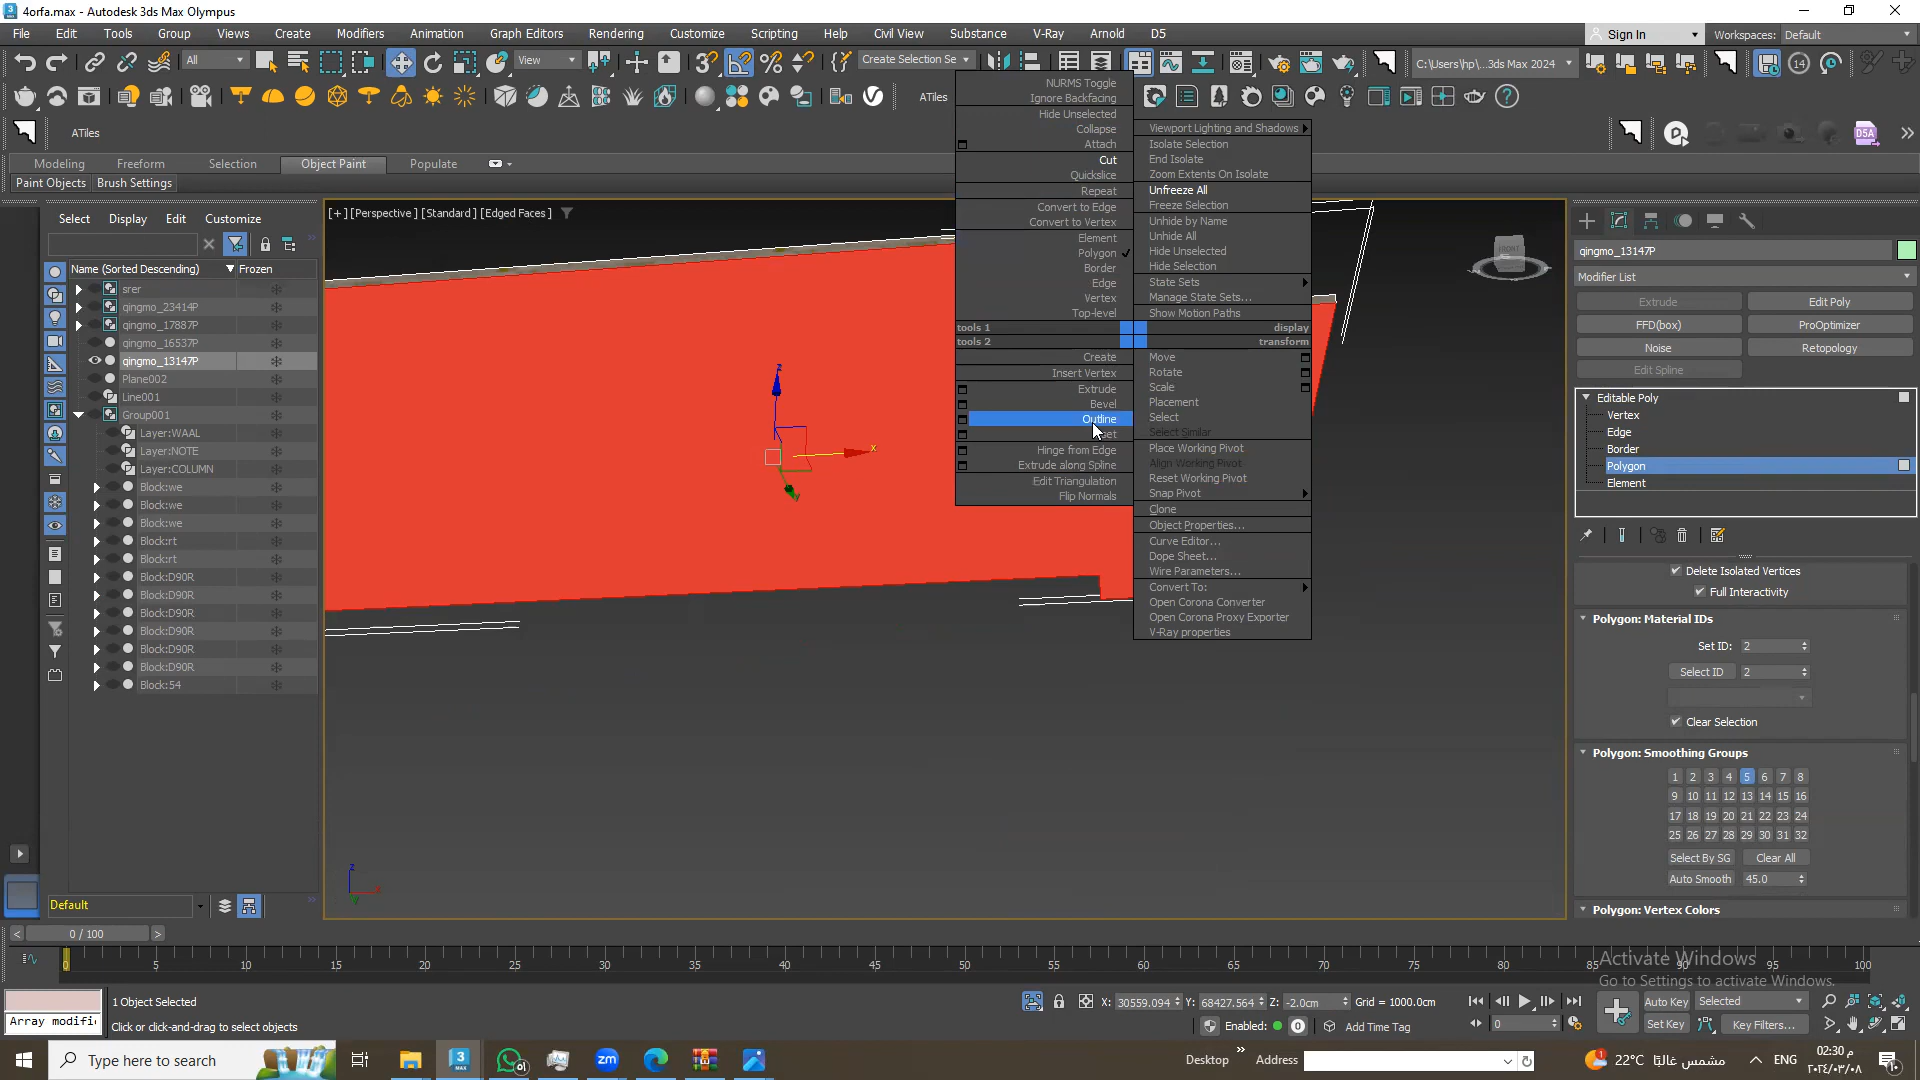 4orfa.max - Autodesk 3ds Max Olympus
File Edit Tools Group Views Create Modifiers Animation Graph Editors Rendering Customize Scripting Help Civil View Substance V-Ray Arnold D5
Sign In Workspaces: Default
All View Create Selection Se C:\Users\hp\...3ds Max 2024 14
ATiles
ATiles
D5A
Modeling Freeform Selection Object Paint Populate
Paint Objects Brush Settings
Select Display Edit Customize
Name (Sorted Descending) Frozen
srer
qingmo_23414P
qingmo_17887P
qingmo_16537P
qingmo_13147P
Plane002
Line001
Group001
Layer:WAAL
Layer:NOTE
Layer:COLUMN
Block:we
Block:we
Block:we
Block:rt
Block:rt
Block:D90R
Block:D90R
Block:D90R
Block:D90R
Block:D90R
Block:D90R
Block:54
Default
[+] [Perspective ] [Standard ] [Edged Faces ]
FRONT
z
x
y
NURMS Toggle
Ignore Backfacing
Hide Unselected
Collapse
Attach
Cut
Quickslice
Repeat
Convert to Edge
Convert to Vertex
Element
Polygon
Border
Edge
Vertex
Top-level
tools 1
tools 2
Create
Insert Vertex
Extrude
Bevel
Outline
Hinge from Edge
Extrude along Spline
Edit Triangulation
Flip Normals
Viewport Lighting and Shadows
Isolate Selection
End Isolate
Zoom Extents On Isolate
Unfreeze All
Freeze Selection
Unhide by Name
Unhide All
Hide Unselected
Hide Selection
State Sets
Manage State Sets...
Show Motion Paths
display
transform
Move
Rotate
Scale
Placement
Select
Select Similar
Place Working Pivot
Align Working Pivot
Reset Working Pivot
Snap Pivot
Clone
Object Properties...
Curve Editor...
Dope Sheet...
Wire Parameters...
Convert To:
Open Corona Converter
Open Corona Proxy Exporter
V-Ray properties
qingmo_13147P
Modifier List
Extrude Edit Poly
FFD(box) ProOptimizer
Noise Retopology
Edit Spline
Editable Poly
Vertex
Edge
Border
Polygon
Element
Delete Isolated Vertices
Full Interactivity
Polygon: Material IDs
Set ID: 2
Select ID 2
Clear Selection
Polygon: Smoothing Groups
1 2 3 4 5 6 7 8
9 10 11 12 13 14 15 16
17 18 19 20 21 22 23 24
25 26 27 28 29 30 31 32
Select By SG Clear All
Auto Smooth 45.0
Polygon: Vertex Colors
Activate Windows
Go to Settings to activate Windows.
0 / 100
0 5 10 15 20 25 30 35 40 45 50 55 60 65 70 75 80 85 90 95 100
1 Object Selected
Array modifi
Click or click-and-drag to select objects
X: 30559.094 Y: 68427.564 Z: -2.0cm Grid = 1000.0cm
Enabled: 0 Add Time Tag
Auto Key Selected
0 Set Key Key Filters...
Type here to search
Desktop Address
22°C مشمس غالبًا
ENG
02:30 م
٢٠٢٤/٠٣/٠٨